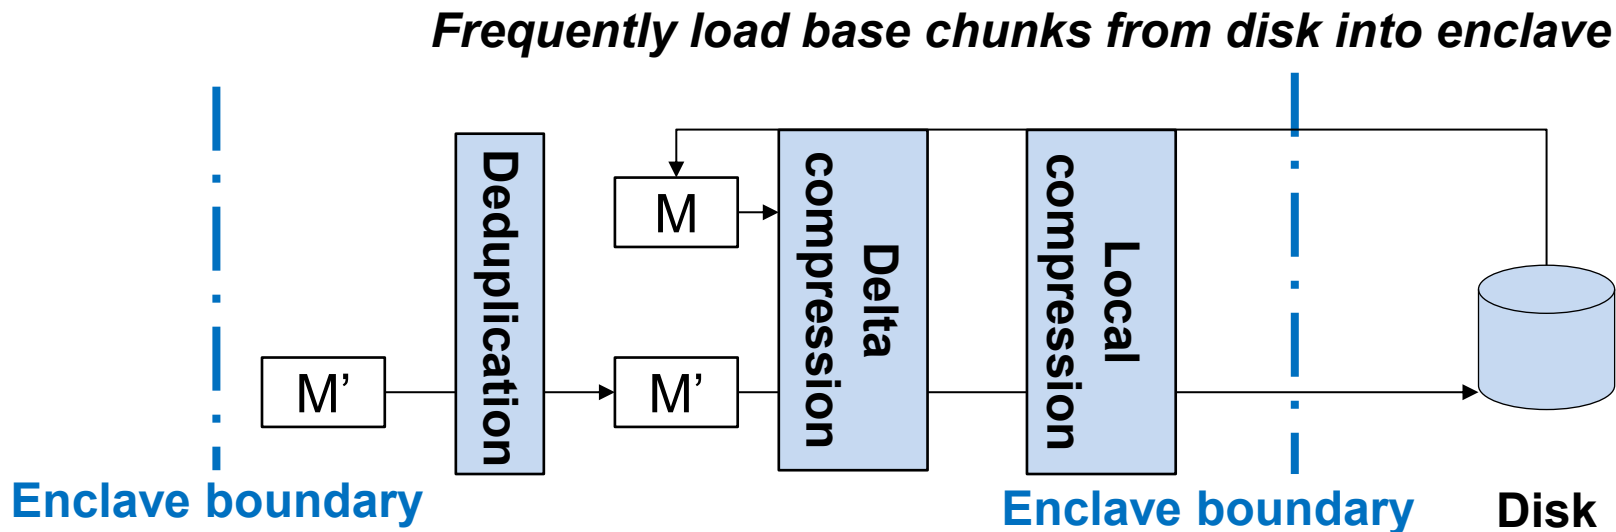 Frequently load base chunks from disk into enclave
M'
Deduplication
M
M'
Delta
compression
Local
compression
Enclave boundary
Enclave boundary
Disk